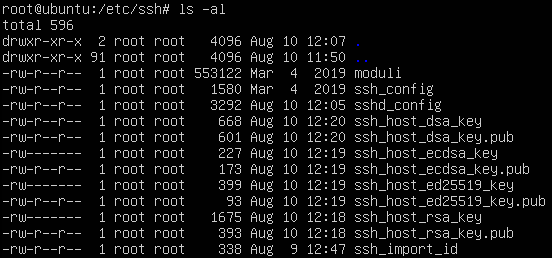 root@ubuntu:/etc/ssh# ls -al
total 596
drwxr-xr-x  2 root root   4096 Aug 10 12:07 .
drwxr-xr-x 91 root root   4096 Aug 10 11:50 ..
-rw-r--r--  1 root root 553122 Mar  4  2019 moduli
-rw-r--r--  1 root root   1580 Mar  4  2019 ssh_config
-rw-r--r--  1 root root   3292 Aug 10 12:05 sshd_config
-rw-r--r--  1 root root    668 Aug 10 12:20 ssh_host_dsa_key
-rw-r--r--  1 root root    601 Aug 10 12:20 ssh_host_dsa_key.pub
-rw-------  1 root root    227 Aug 10 12:19 ssh_host_ecdsa_key
-rw-r--r--  1 root root    173 Aug 10 12:19 ssh_host_ecdsa_key.pub
-rw-------  1 root root    399 Aug 10 12:19 ssh_host_ed25519_key
-rw-r--r--  1 root root     93 Aug 10 12:19 ssh_host_ed25519_key.pub
-rw-------  1 root root   1675 Aug 10 12:18 ssh_host_rsa_key
-rw-r--r--  1 root root    393 Aug 10 12:18 ssh_host_rsa_key.pub
-rw-r--r--  1 root root    338 Aug  9 12:47 ssh_import_id